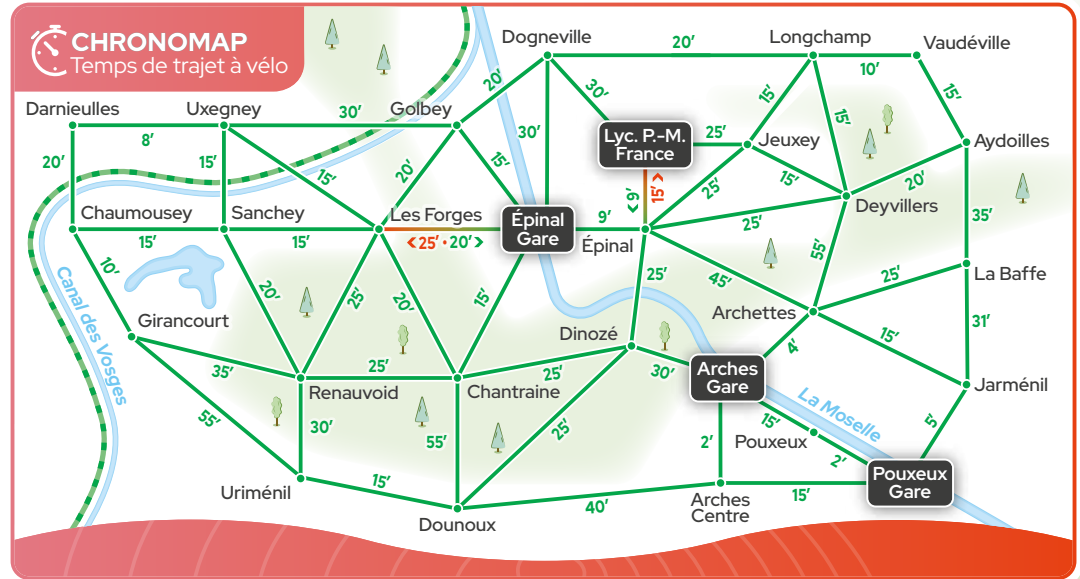 CHRONOMAP
Temps de trajet à vélo
Dogneville
20’
Longchamp
Vaudéville
10’
Darnieulles
Uxegney
30’
Golbey
20’
30’
15’
15’
15’
8’
30’
Lyc. P.-M.
France
25’
Jeuxey
Aydoilles
20’
15’
15’
20’
15’
< 9’
15’ >
25’
15’
20’
Deyvillers
Chaumousey
Sanchey
Les Forges
Épinal
Gare
9’
Épinal
25’
35’
15’
15’
< 25’ • 20’ >
55’
10’
Canal des Vosges
20’
25’
20’
15’
25’
45’
25’
La Baffe
Girancourt
Dinozé
Archettes
15’
31’
4’
35’
25’
25’
30’
Arches
Gare
Jarménil
Renauvoid
Chantraine
La Moselle
55’
30’
55’
25’
2’
15’
Pouxeux
2’
5’
Pouxeux
Gare
Uriménil
15’
Dounoux
40’
Arches
Centre
15’